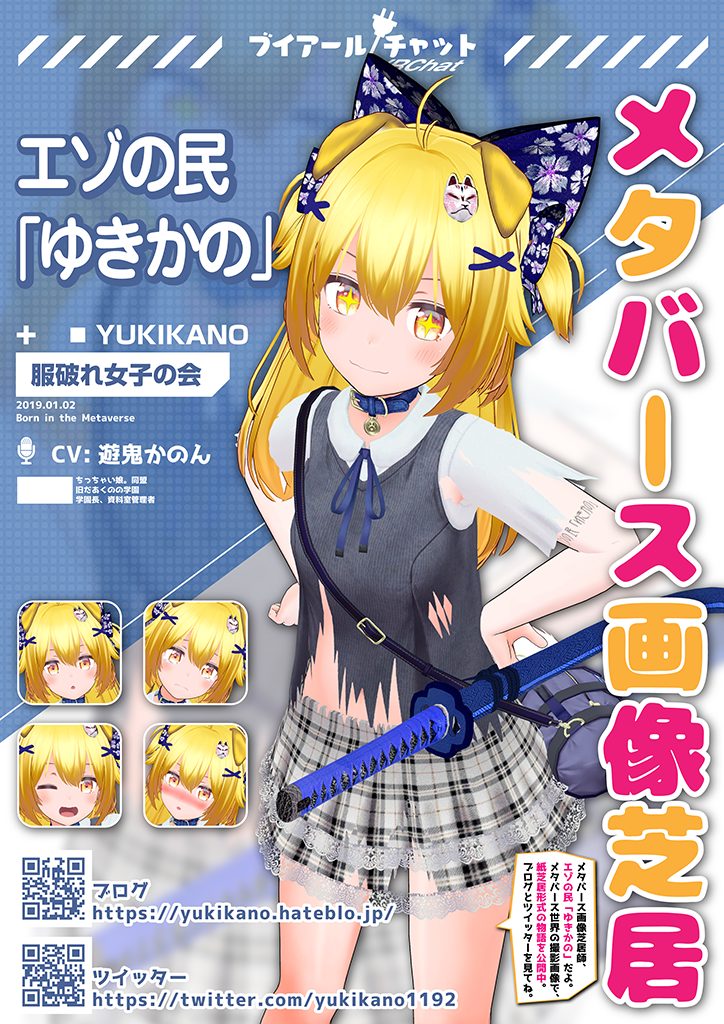 ブイアールチャット
VRChat
メタバース画像芝居
エゾの民
「ゆきかの」
YUKIKANO
服破れ女子の会
2019.01.02
Born in the Metaverse
CV: 遊鬼かのん
ちっちゃい娘。同盟
旧だあくのの学園
学園長、資料室管理者
メタバース画像芝居師、
エゾの民「ゆきかの」だよ。
メタバース世界の撮影画像で、
紙芝居形式の物語を公開中。
ブログとツイッターを見てね。
ブログ
https://yukikano.hateblo.jp/
ツイッター
https://twitter.com/yukikano1192